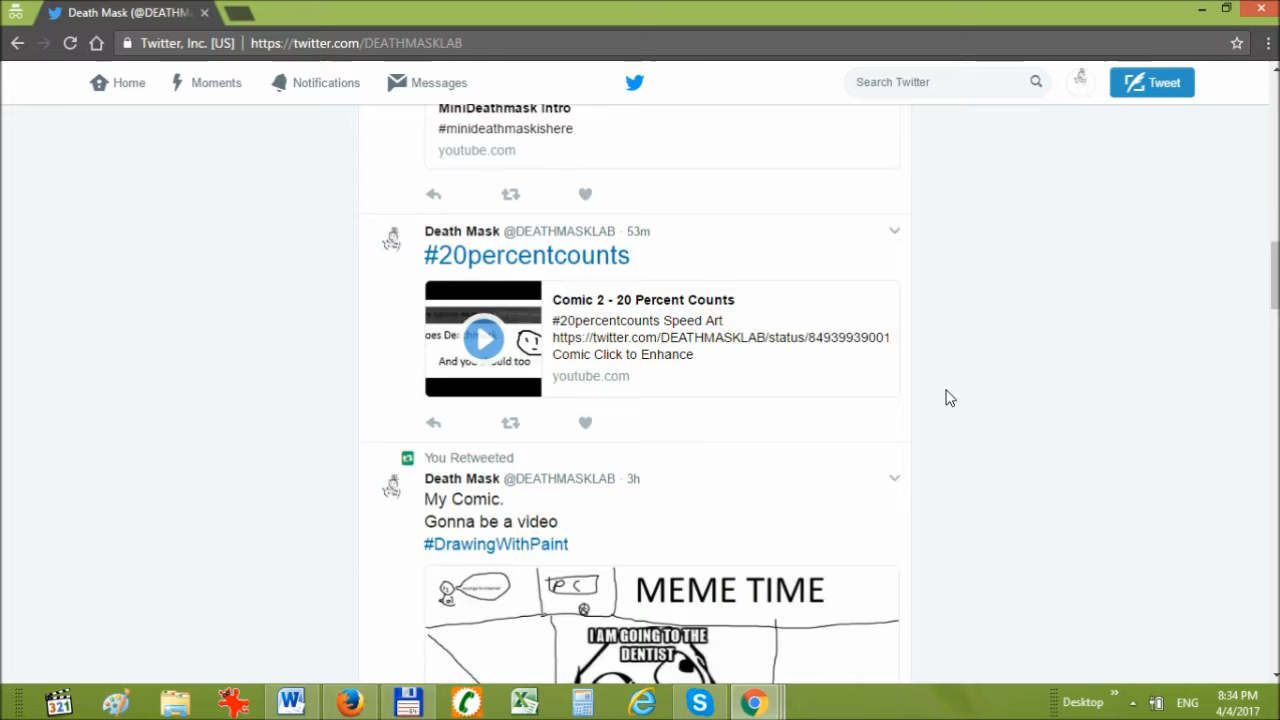 Death Mask (@DEATHM
Twitter, Inc. [US] | https://twitter.com/DEATHMASKLAB
Home
Moments
Notifications
Messages
Search Twitter
Tweet
MiniDeathmask Intro
#minideathmaskishere
youtube.com
Death Mask @DEATHMASKLAB · 53m
#20percentcounts
And you should too
Comic 2 - 20 Percent Counts
#20percentcounts Speed Art
https://twitter.com/DEATHMASKLAB/status/84939939001
Comic Click to Enhance
youtube.com
You Retweeted
Death Mask @DEATHMASKLAB · 3h
My Comic.
Gonna be a video
#DrawingWithPaint
PC
MEME TIME
I AM GOING TO THE
DENTIST
321
Desktop
ENG
8:34 PM
4/4/2017